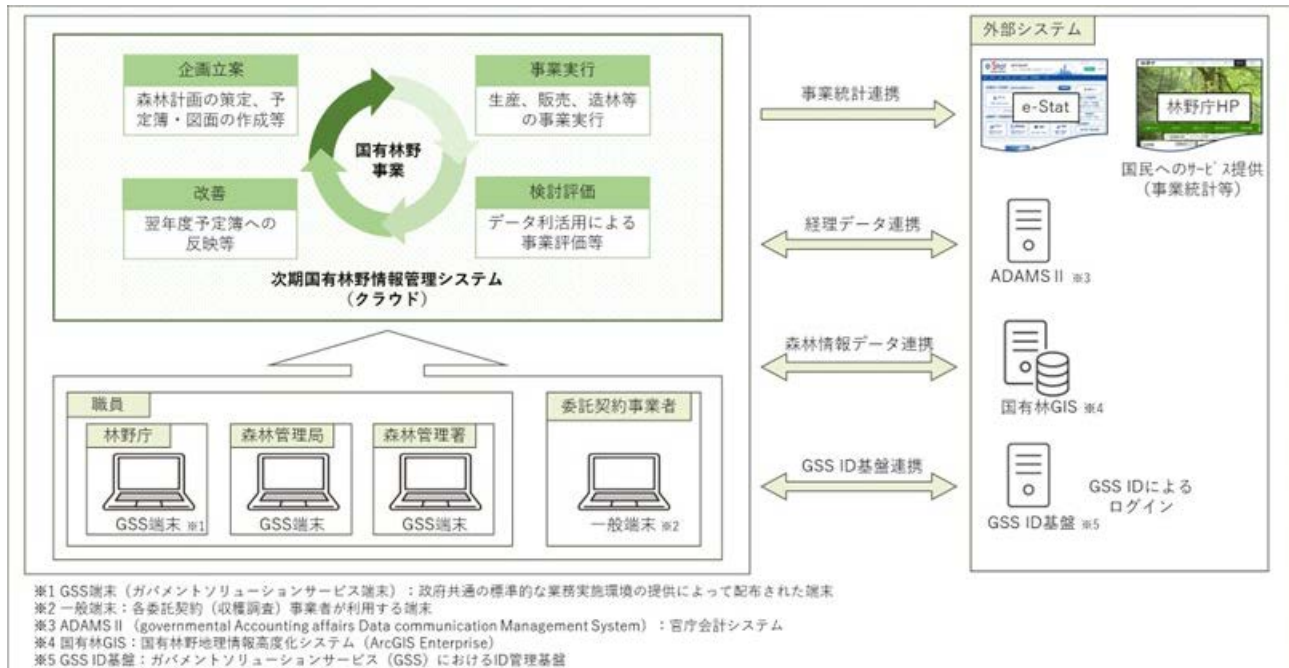 企画立案
森林計画の策定、予
定簿・図面の作成等
事業実行
生産、販売、造林等
の事業実行
国有林野
事業
改善
翌年度予定簿への
反映等
検討評価
データ利活用による
事業評価等
次期国有林野情報管理システム
(クラウド)
職員
林野庁
GSS端末 ※1
森林管理局
GSS端末
森林管理署
GSS端末
委託契約事業者
一般端末 ※2
事業統計連携
経理データ連携
森林情報データ連携
GSS ID基盤連携
外部システム
e-Stat
林野庁HP
国民へのサービス提供
(事業統計等)
ADAMSⅡ ※3
国有林GIS ※4
GSS ID基盤 ※5
GSS IDによる
ログイン
※1 GSS端末(ガバメントソリューションサービス端末):政府共通の標準的な業務実施環境の提供によって配布された端末
※2 一般端末:各委託契約(収穫調査)事業者が利用する端末
※3 ADAMSⅡ(governmental Accounting affairs Data communication Management System):官庁会計システム
※4 国有林GIS:国有林野地理情報高度化システム(ArcGIS Enterprise)
※5 GSS ID基盤:ガバメントソリューションサービス(GSS)におけるID管理基盤